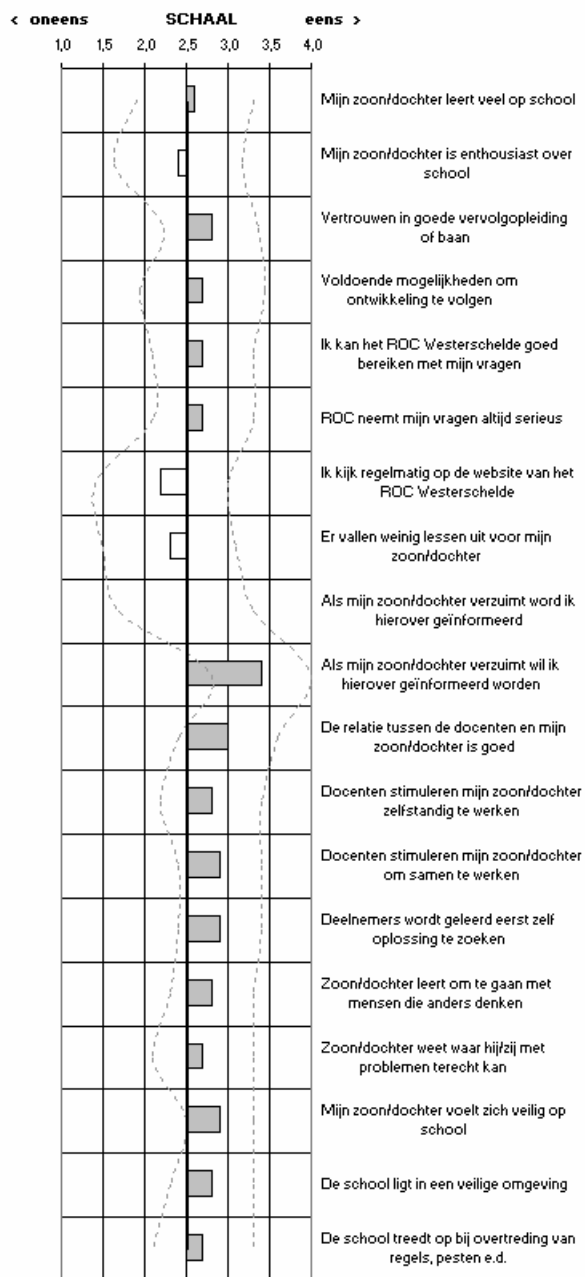 < oneens SCHAAL eens >
1,0 1,5 2,0 2,5 3,0 3,5 4,0
Mijn zoon/dochter leert veel op school
Mijn zoon/dochter is enthousiast over
school
Vertrouwen in goede vervolgopleiding
of baan
Voldoende mogelijkheden om
ontwikkeling te volgen
Ik kan het ROC Westerschelde goed
bereiken met mijn vragen
ROC neemt mijn vragen altijd serieus
Ik kijk regelmatig op de website van het
ROC Westerschelde
Er vallen weinig lessen uit voor mijn
zoon/dochter
Als mijn zoon/dochter verzuimt word ik
hierover geïnformeerd
Als mijn zoon/dochter verzuimt wil ik
hierover geïnformeerd worden
De relatie tussen de docenten en mijn
zoon/dochter is goed
Docenten stimuleren mijn zoon/dochter
zelfstandig te werken
Docenten stimuleren mijn zoon/dochter
om samen te werken
Deelnemers wordt geleerd eerst zelf
oplossing te zoeken
Zoon/dochter leert om te gaan met
mensen die anders denken
Zoon/dochter weet waar hij/zij met
problemen terecht kan
Mijn zoon/dochter voelt zich veilig op
school
De school ligt in een veilige omgeving
De school treedt op bij overtreding van
regels, pesten e.d.